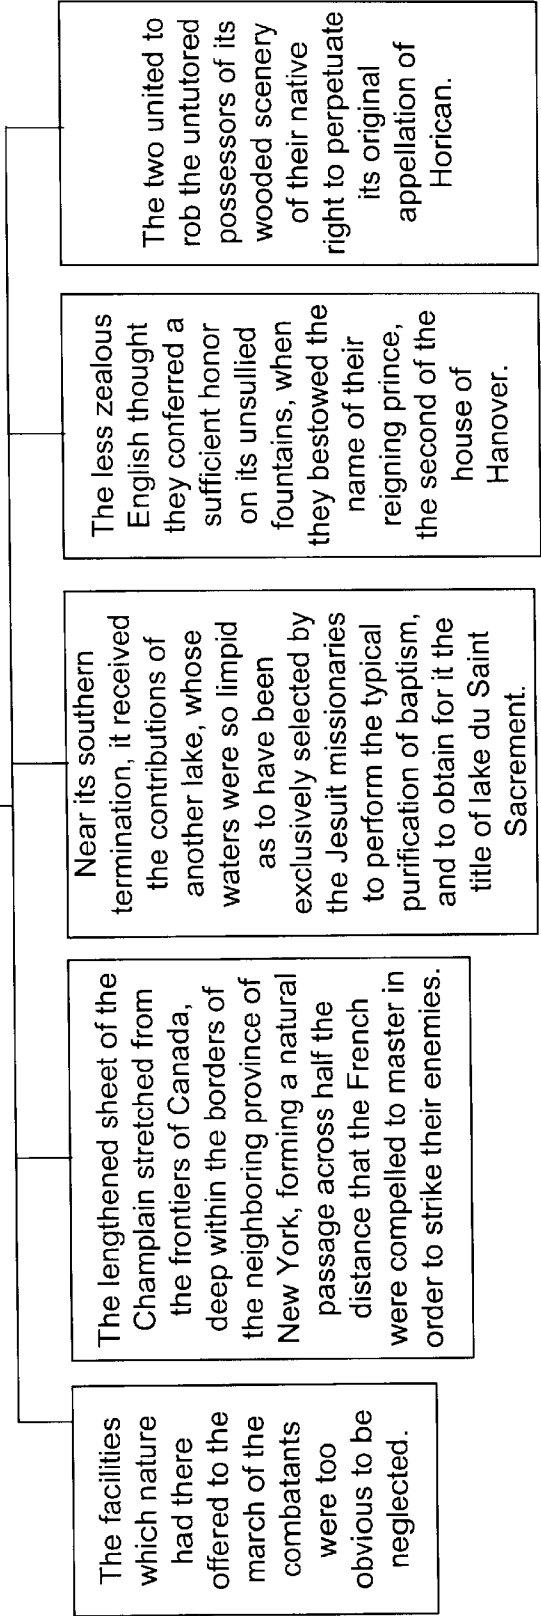 The facilities
which nature
had there
offered to the
march of the
combatants
were too
obvious to be
neglected.
The lengthened sheet of the
Champlain stretched from
the frontiers of Canada,
deep within the borders of
the neighboring province of
New York, forming a natural
passage across half the
distance that the French
were compelled to master in
order to strike their enemies.
Near its southern
termination, it received
the contributions of
another lake, whose
waters were so limpid
as to have been
exclusively selected by
the Jesuit missionaries
to perform the typical
purification of baptism,
and to obtain for it the
title of lake du Saint
Sacrement.
The less zealous
English thought
they conferred a
sufficient honor
on its unsullied
fountains, when
they bestowed the
name of their
reigning prince,
the second of the
house of
Hanover.
The two united to
rob the untutored
possessors of its
wooded scenery
of their native
right to perpetuate
its original
appellation of
Horican.